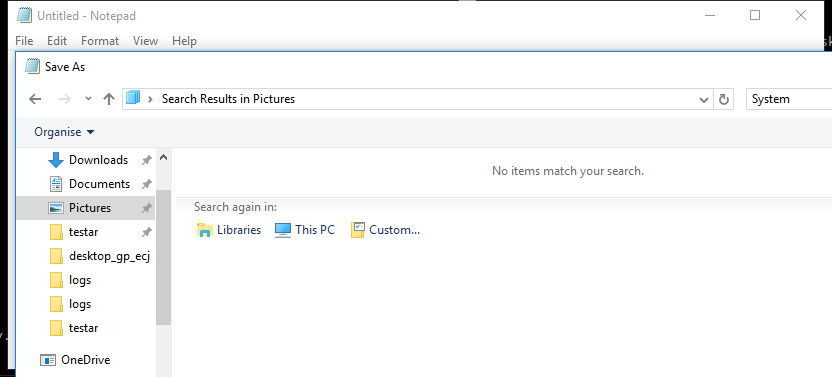 Untitled - Notepad
File Edit Format View Help
Save As
Search Results in Pictures
System
Organise
Downloads
Documents
Pictures
testar
desktop_gp_ecj
logs
logs
testar
OneDrive
No items match your search.
Search again in:
Libraries This PC Custom...